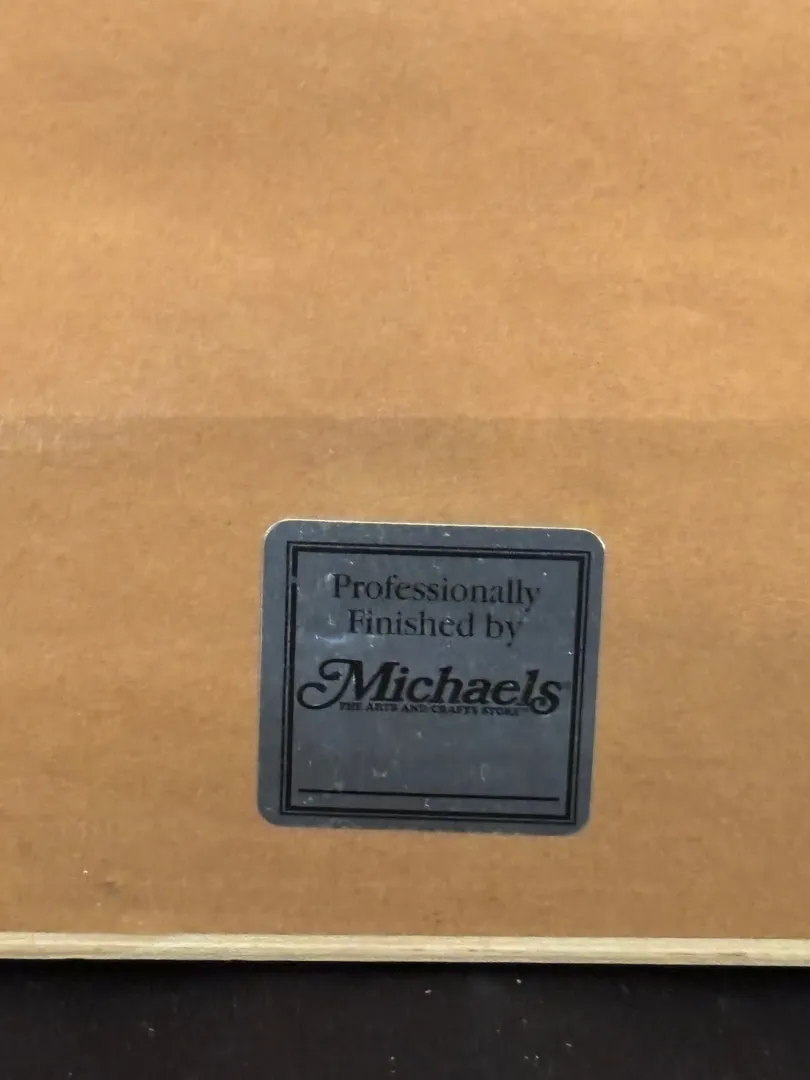 Professionally
Finished by
Michaels
THE ARTS AND CRAFTS STORE